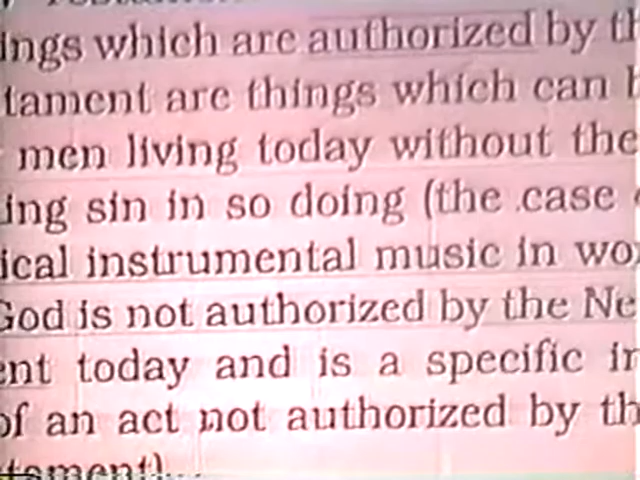 ings which are authorized by th
tament are things which can b
men living today without the
ing sin in so doing (the case
ical instrumental music in wo
God is not authorized by the Ne
ent today and is a specific in
of an act not authorized by th
tament)